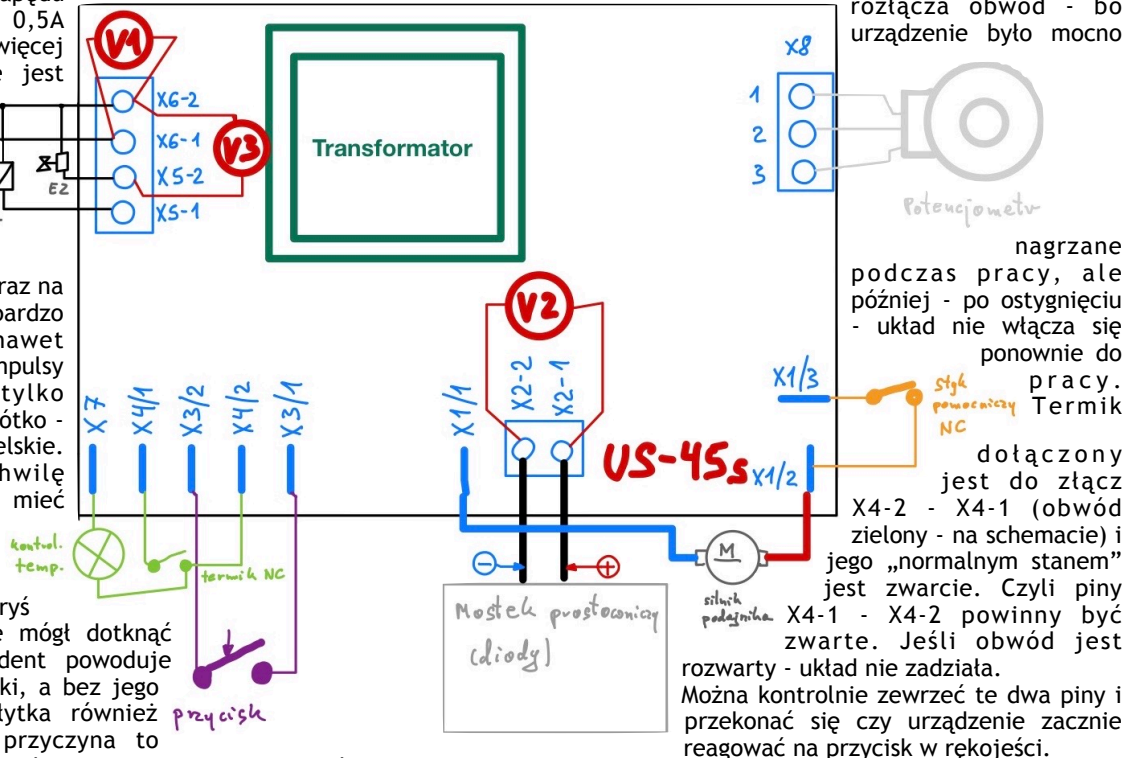 apędu
0,5A
więcej
e jest
rozłącza obwód - bo
urządzenie było mocno
V1
X6-2
X6-1
X5-2
X5-1
V3
E2
Transformator
X8
1
2
3
Potencjometr
raz na
bardzo
nawet
mpulsy
tylko
ótko -
elskie.
hwilę
mieć
nagrzane
podczas pracy, ale
później - po ostygnięciu
- układ nie włącza się
ponownie do
pracy.
Termik
dołączony
jest do złącz
X4-2 - X4-1 (obwód
zielony - na schemacie) i
jego „normalnym stanem”
jest zwarcie. Czyli piny
X4-1 - X4-2 powinny być
zwarte. Jeśli obwód jest
rozwarty - układ nie zadziała.
Można kontrolnie zewrzeć te dwa piny i
przekonać się czy urządzenie zacznie
reagować na przycisk w rękojeści.
V2
X7
X4/1
X3/2
X4/2
X3/1
X1/1
X2-2
X2-1
X1/3
X1/2
US-45s
styk
pomocniczy
NC
kontrol.
temp.
termik NC
przycisk
M
silnik
podajnika
Mostek prostowniczy
(diody)
ryś
e mógł dotknąć
dent powoduje
ki, a bez jego
łytka również
przyczyna to